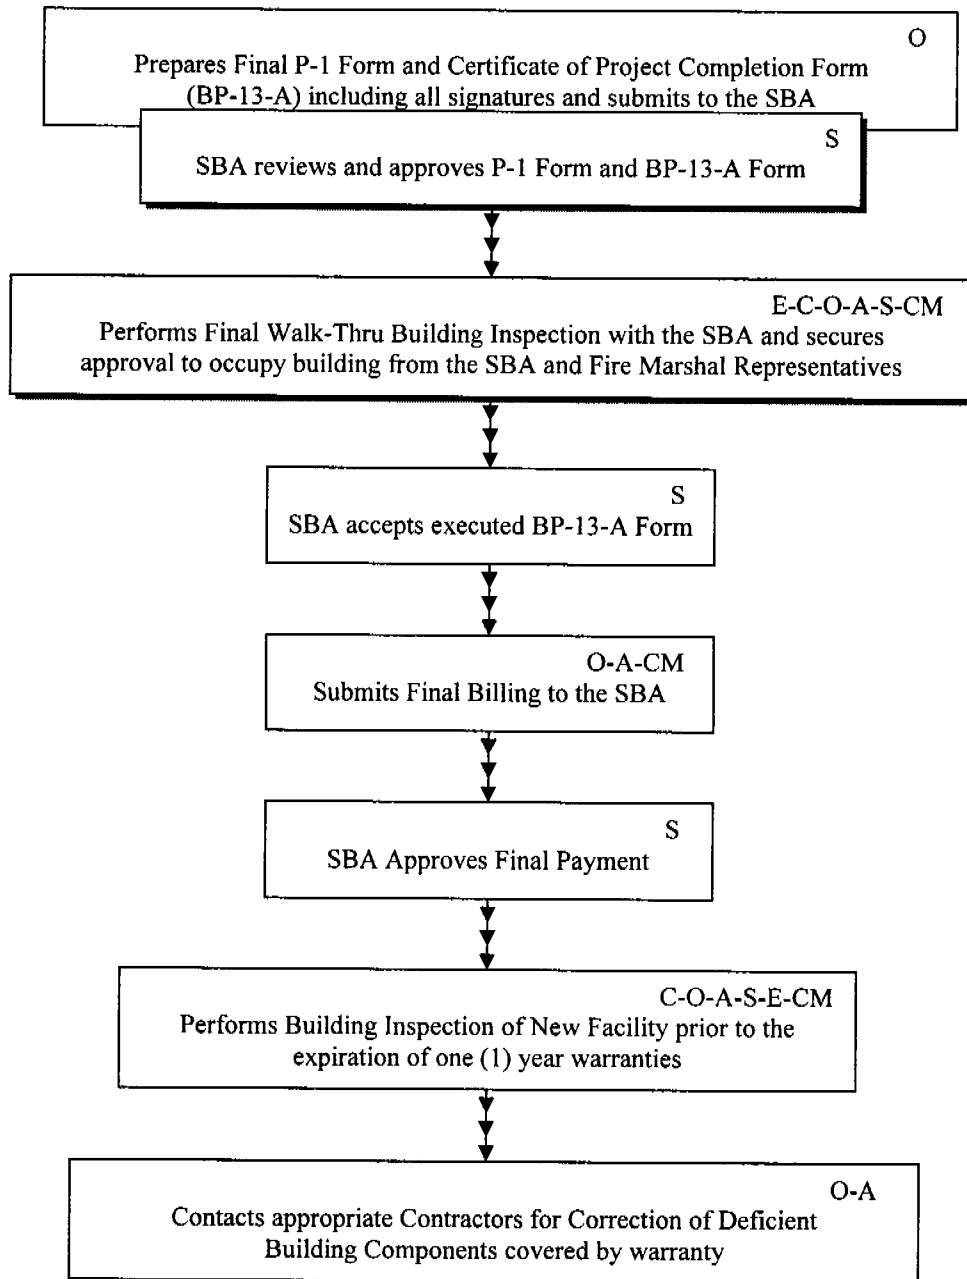 O
Prepares Final P-1 Form and Certificate of Project Completion Form
(BP-13-A) including all signatures and submits to the SBA
S
SBA reviews and approves P-1 Form and BP-13-A Form
E-C-O-A-S-CM
Performs Final Walk-Thru Building Inspection with the SBA and secures
approval to occupy building from the SBA and Fire Marshal Representatives
S
SBA accepts executed BP-13-A Form
O-A-CM
Submits Final Billing to the SBA
S
SBA Approves Final Payment
C-O-A-S-E-CM
Performs Building Inspection of New Facility prior to the
expiration of one (1) year warranties
O-A
Contacts appropriate Contractors for Correction of Deficient
Building Components covered by warranty